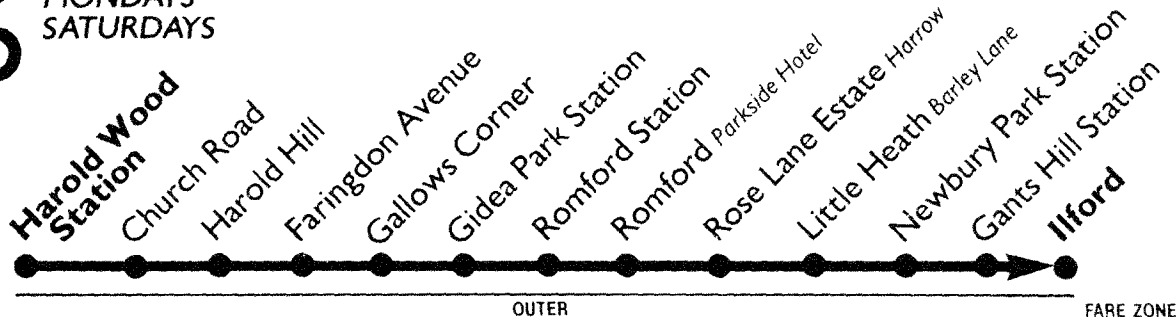 MONDAYS
SATURDAYS
Harold Wood
Station
Church Road
Harold Hill
Faringdon Avenue
Gallows Corner
Gidea Park Station
Romford Station
Romford Parkside Hotel
Rose Lane Estate Harrow
Little Heath Barley Lane
Newbury Park Station
Gants Hill Station
Ilford
OUTER
FARE ZONE